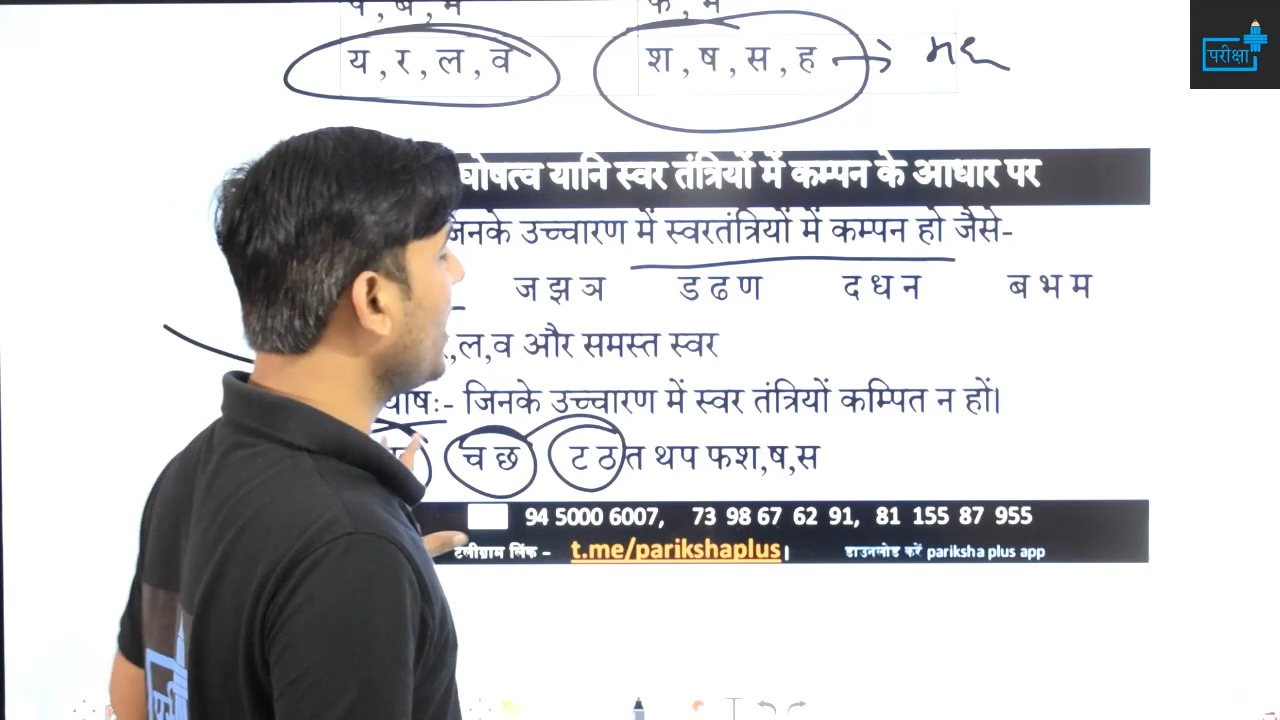 य , र , ल , व श , ष , स , ह
परीक्षा
घोषत्व यानि स्वर तंत्रियों में कम्पन के आधार पर
जिनके उच्चारण में स्वरतंत्रियों में कम्पन हो जैसे-
ज झ ञ ड ढ ण द ध न ब भ म
,ल,व और समस्त स्वर
जिनके उच्चारण में स्वर तंत्रियों कम्पित न हों।
च छ ट ठ त थप फश,ष,स
94 5000 6007, 73 98 67 62 91, 81 155 87 955
टेलीग्राम लिंक - t.me/parikshaplus। डाउनलोड करें pariksha plus app